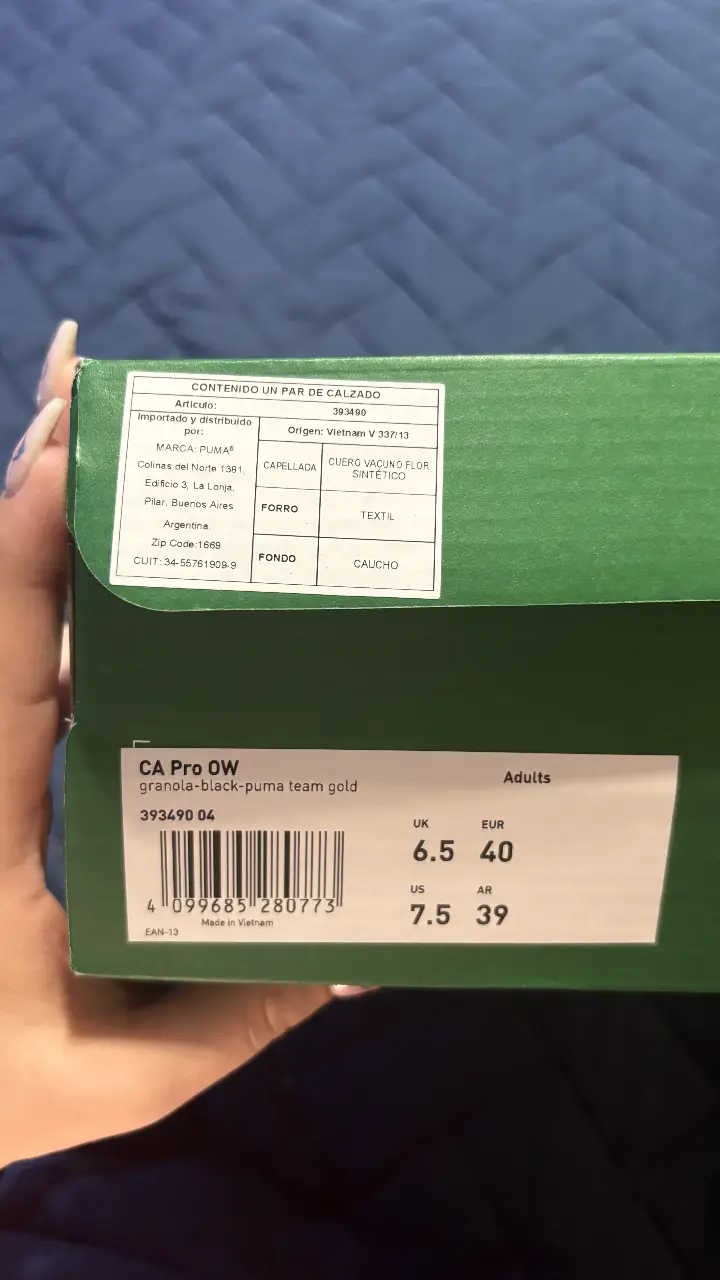 CONTENIDO UN PAR DE CALZADO
Articulo: 393490
Importado y distribuido
por:
MARCA: PUMA®
Colinas del Norte 1381,
Edificio 3, La Lonja,
Pilar, Buenos Aires
Argentina.
Zip Code:1669
CUIT: 34-55761909-9
Origen: Vietnam V 337/13
CAPELLADA CUERO VACUNO FLOR
SINTÉTICO
FORRO TEXTIL
FONDO CAUCHO
CA Pro OW
granola-black-puma team gold
Adults
393490 04
4 099685 280773
Made in Vietnam
EAN-13
UK EUR
6.5 40
US AR
7.5 39